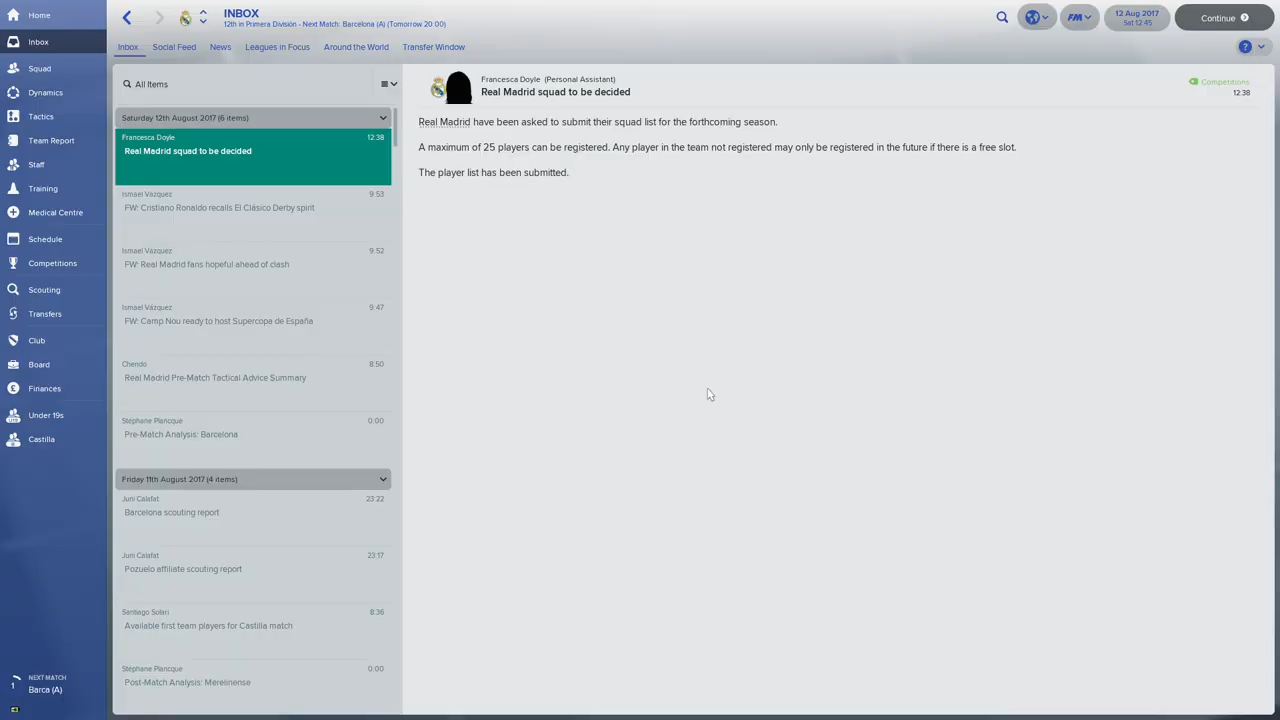 Home
Inbox
Squad
Dynamics
Tactics
Team Report
Staff
Training
Medical Centre
Schedule
Competitions
Scouting
Transfers
Club
Board
Finances
Under 19s
Castilla
NEXT MATCH
1
Barca (A)
INBOX
12th in Primera División - Next Match: Barcelona (A) (Tomorrow 20:00)
FM
12 Aug 2017
Sat 12:45
Continue
Inbox Social Feed News Leagues in Focus Around the World Transfer Window
?
All Items
Saturday 12th August 2017 (6 items)
Francesca Doyle 12:38
Real Madrid squad to be decided
Ismael Vázquez 9:53
FW: Cristiano Ronaldo recalls El Clásico Derby spirit
Ismael Vázquez 9:52
FW: Real Madrid fans hopeful ahead of clash
Ismael Vázquez 9:47
FW: Camp Nou ready to host Supercopa de España
Chendo 8:50
Real Madrid Pre-Match Tactical Advice Summary
Stéphane Plancque 0:00
Pre-Match Analysis: Barcelona
Friday 11th August 2017 (4 items)
Juni Calafat 23:22
Barcelona scouting report
Juni Calafat 23:17
Pozuelo affiliate scouting report
Santiago Solari 8:36
Available first team players for Castilla match
Stéphane Plancque 0:00
Post-Match Analysis: Merelinense
Francesca Doyle (Personal Assistant)
Real Madrid squad to be decided
Competitions
12:38
Real Madrid have been asked to submit their squad list for the forthcoming season.
A maximum of 25 players can be registered. Any player in the team not registered may only be registered in the future if there is a free slot.
The player list has been submitted.